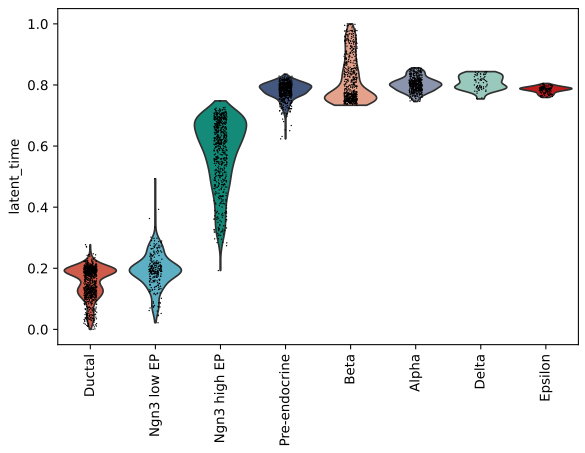 latent_time
1.0
0.8
0.6
0.4
0.2
0.0
Ductal
Ngn3 low EP
Ngn3 high EP
Pre-endocrine
Beta
Alpha
Delta
Epsilon